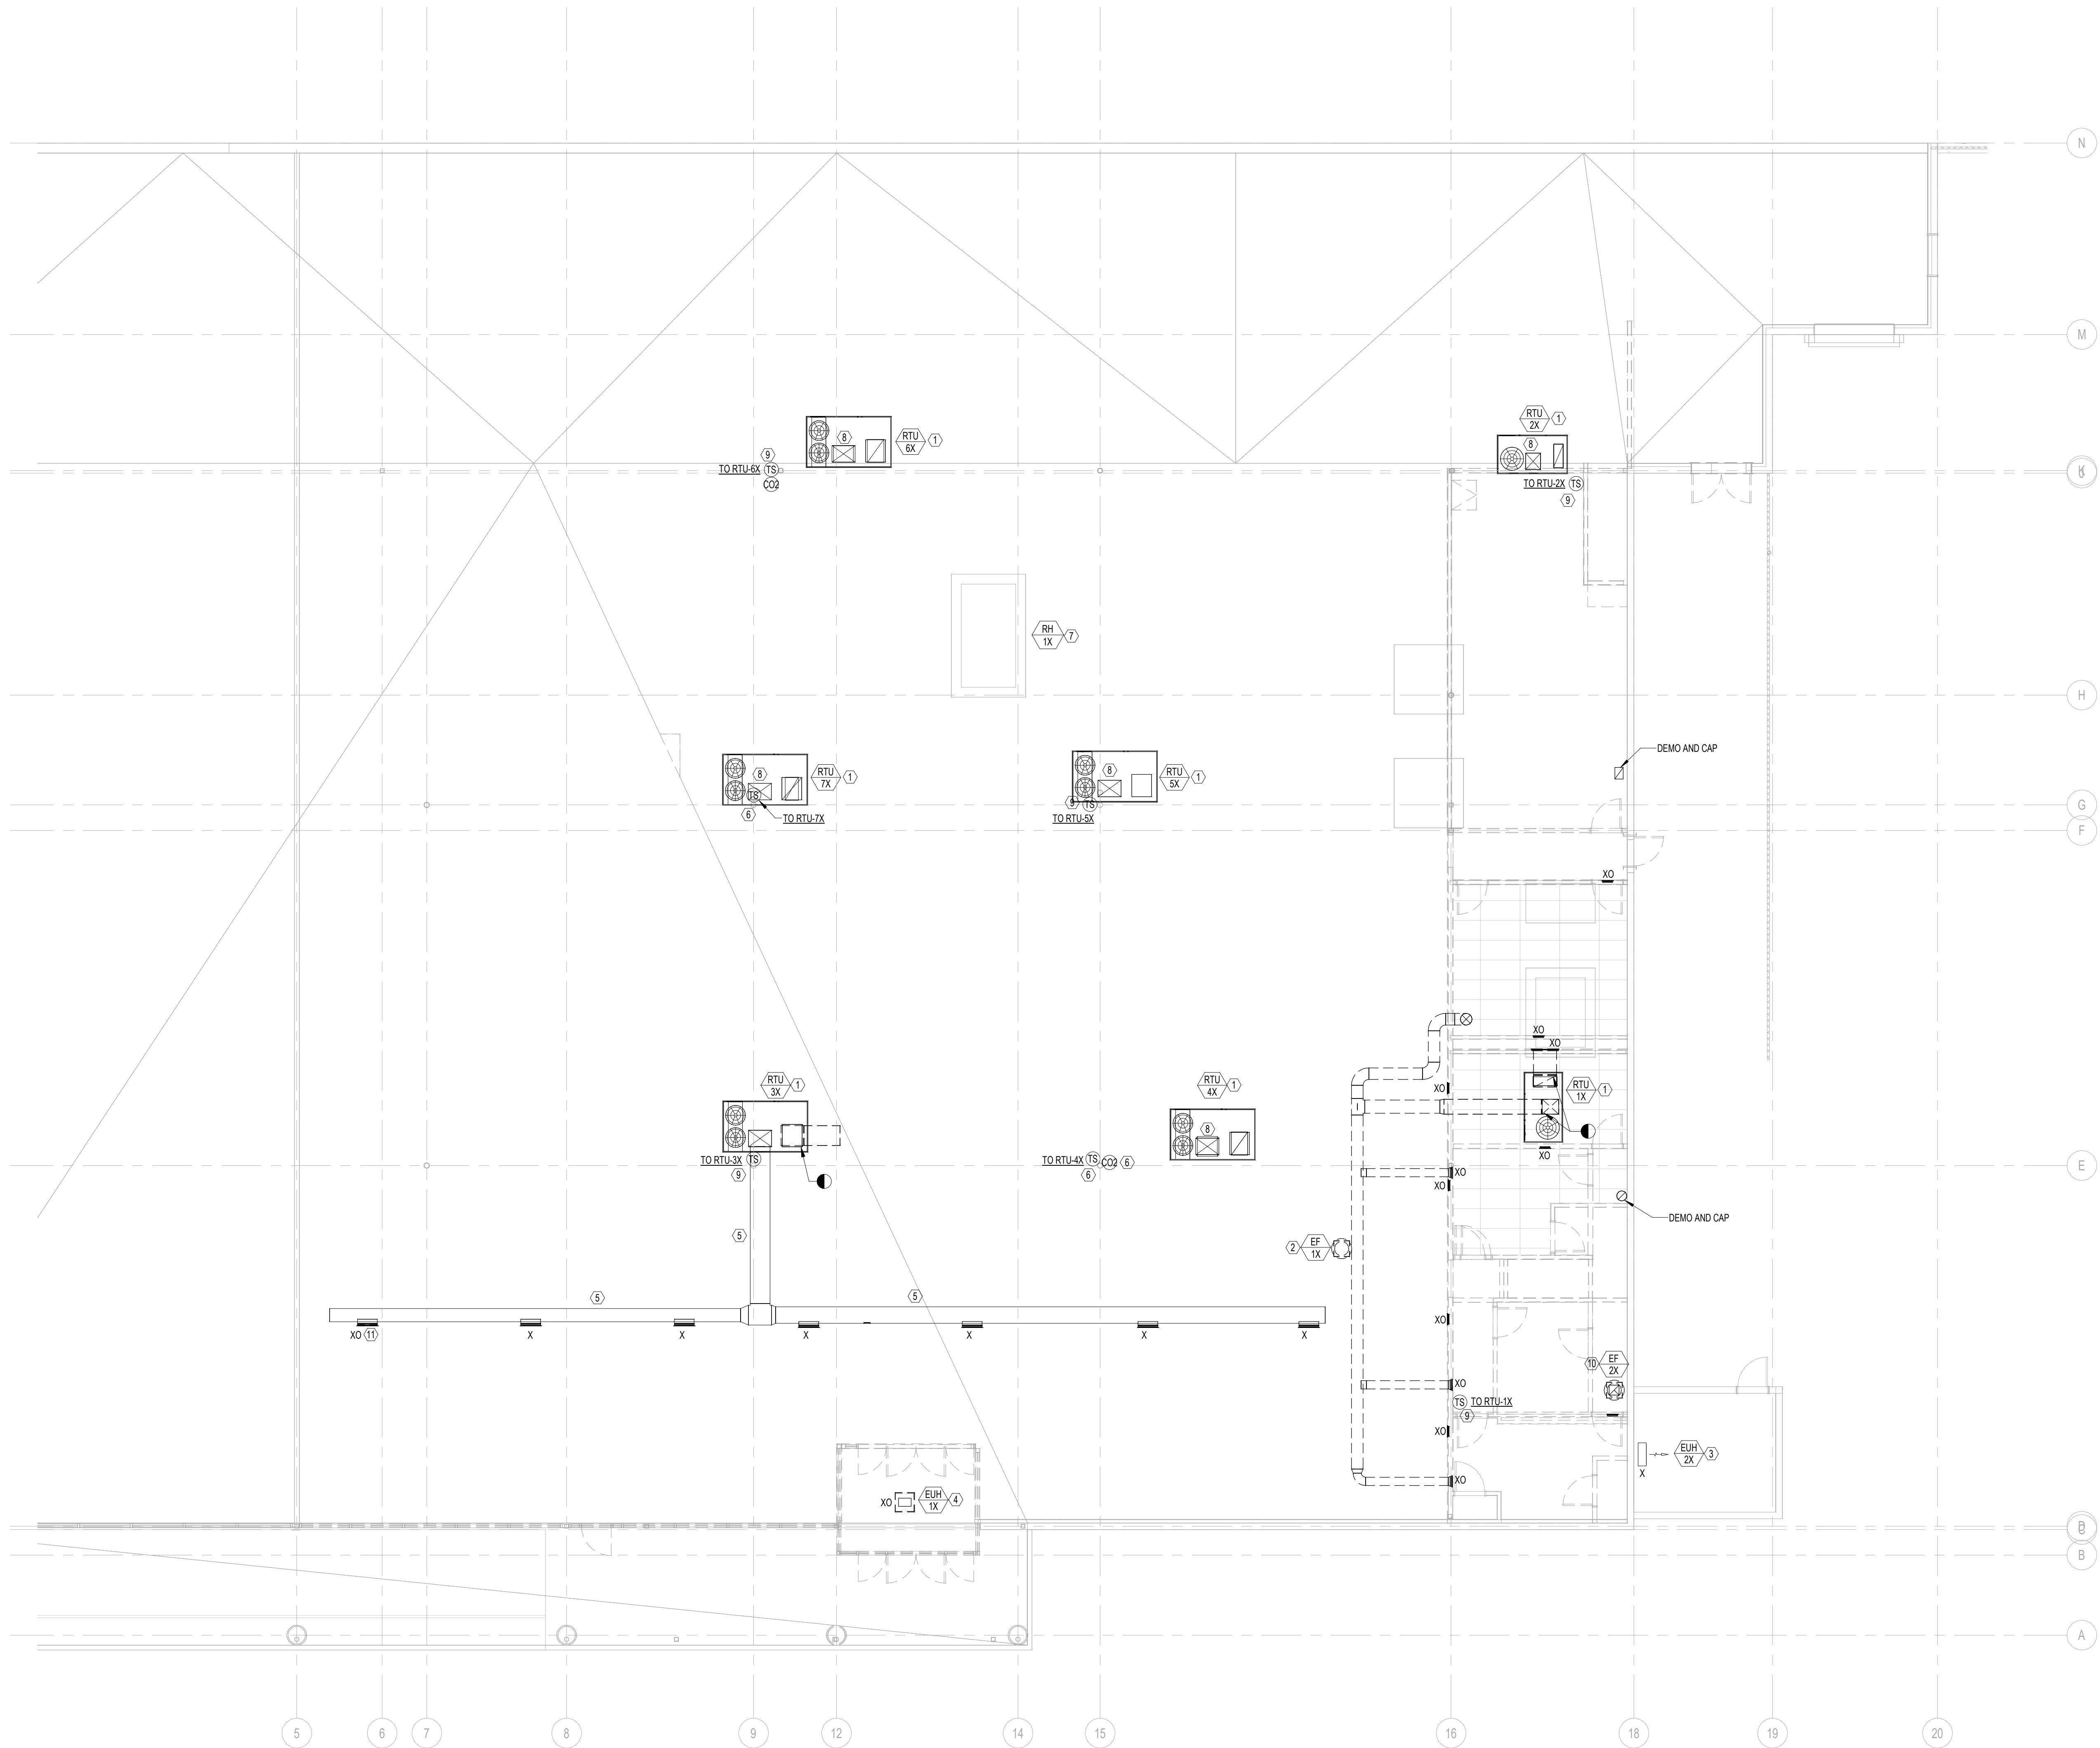 N
M
RTU
2X
1
8
RTU
6X
1
8
9
TO RTU-6X TS
CO2
TO RTU-2X TS
9
K
RH
1X
7
H
DEMO AND CAP
RTU
7X
1
8
TS
6
TO RTU-7X
RTU
5X
1
8
9 TS
TO RTU-5X
G
F
XO
XO
XO
RTU
3X
1
RTU
4X
1
8
XO
RTU
1X
1
XO
TO RTU-3X TS
9
TO RTU-4X TS CO2 6
6
XO
XO
E
DEMO AND CAP
5
2
EF
1X
5
5
XO 11
X
X
X
X
X
X
XO
10
EF
2X
XO
TS TO RTU-1X
9
XO
EUH
2X
3
X
XO
XO
EUH
1X
4
C
B
A
5
6
7
8
9
12
14
15
16
18
19
20